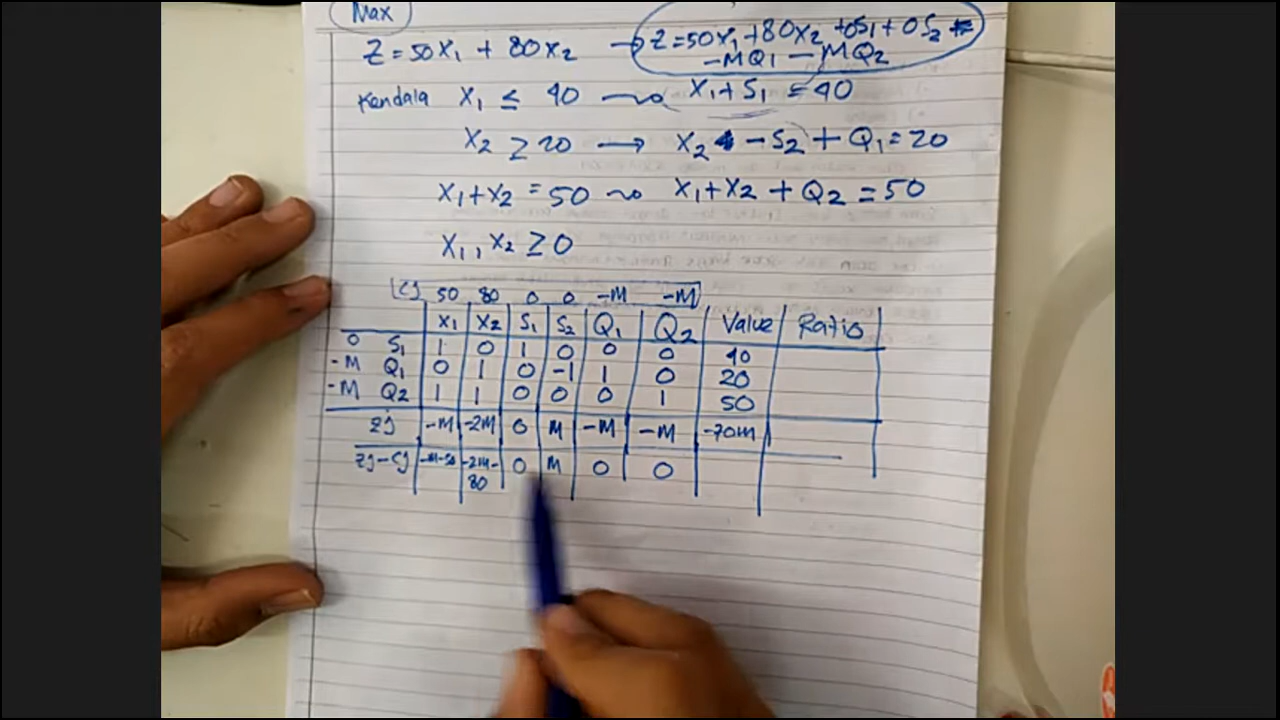 Max
Z = 50X1 + 80X2 → Z = 50X1 + 80X2 + 0S1 + 0S2
-MQ1 - MQ2
Kendala X1 ≤ 40 → X1 + S1 = 40
X2 ≥ 20 → X2 - S2 + Q1 = 20
X1 + X2 = 50 → X1 + X2 + Q2 = 50
X1, X2 ≥ 0
Cj 50 80 0 0 -M -M
X1 X2 S1 S2 Q1 Q2 Value Ratio
0 S1 1 0 1 0 0 0 40
-M Q1 0 1 0 -1 1 0 20
-M Q2 1 1 0 0 0 1 50
Zj -M -2M 0 M -M -M -70M
Zj-Cj -M-50 -2M-80 0 M 0 0